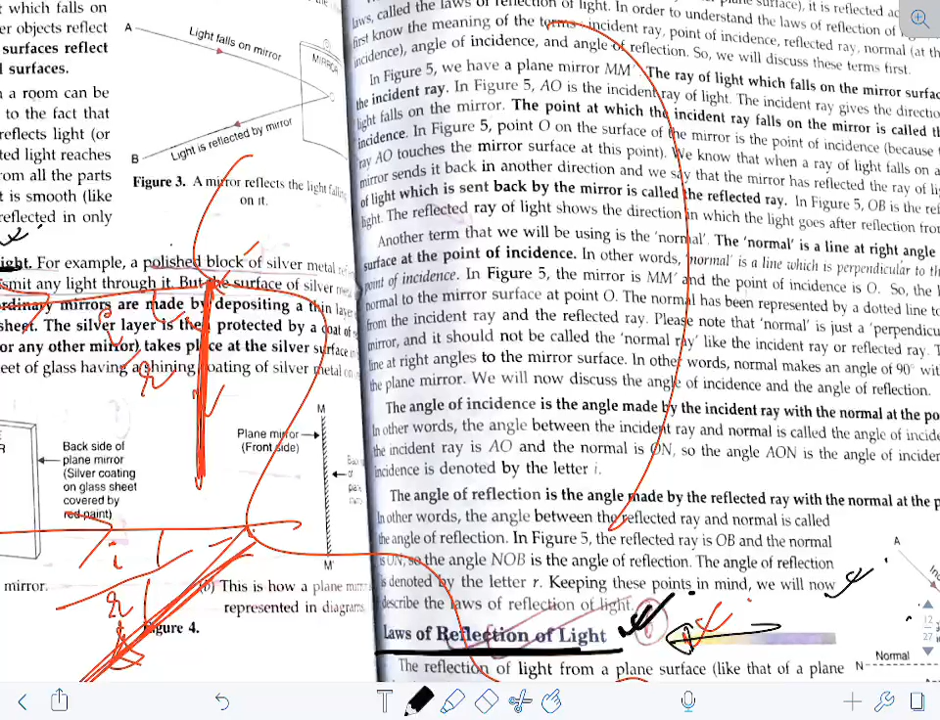 which falls on
er objects reflect
surfaces reflect
l surfaces.
n a room can be
to the fact that
reflects light (or
ted light reaches
rom all the parts
it is smooth (like
reflected in only
A
Light falls on mirror
MIRROR
B
Light is reflected by mirror
Figure 3. A mirror reflects the light falling
on it.
ight. For example, a polished block of silver metal
smit any light through it. But the surface of silver
ordinary mirrors are made by depositing a thin layer
sheet. The silver layer is then protected by a coat of
or any other mirror) takes place at the silver surface
eet of glass having a shining coating of silver metal
Back side of
plane mirror
(Silver coating
on glass sheet
covered by
red paint)
mirror.
M
Plane mirror
(Front side)
M'
(b) This is how a plane
represented in diagrams.
Figure 4.
i
r
laws, called the laws of reflection of light. In order to understand the laws of reflection of
first know the meaning of the terms incident ray, point of incidence, reflected ray, normal (at th
incidence), angle of incidence, and angle of reflection. So, we will discuss these terms first.
In Figure 5, we have a plane mirror MM'. The ray of light which falls on the mirror surfac
the incident ray. In Figure 5, AO is the incident ray of light. The incident ray gives the directio
light falls on the mirror. The point at which the incident ray falls on the mirror is called th
incidence. In Figure 5, point O on the surface of the mirror is the point of incidence (because
ray AO touches the mirror surface at this point). We know that when a ray of light falls on a
mirror sends it back in another direction and we say that the mirror has reflected the ray of li
of light which is sent back by the mirror is called the reflected ray. In Figure 5, OB is the ref
light. The reflected ray of light shows the direction in which the light goes after reflection from
Another term that we will be using is the 'normal'. The 'normal' is a line at right angle
surface at the point of incidence. In other words, 'normal' is a line which is perpendicular to th
point of incidence. In Figure 5, the mirror is MM' and the point of incidence is O. So, the l
normal to the mirror surface at point O. The normal has been represented by a dotted line to
from the incident ray and the reflected ray. Please note that 'normal' is just a 'perpendicu
mirror, and it should not be called the 'normal ray' like the incident ray or reflected ray. T
line at right angles to the mirror surface. In other words, normal makes an angle of 90° wit
the plane mirror. We will now discuss the angle of incidence and the angle of reflection.
The angle of incidence is the angle made by the incident ray with the normal at the po
In other words, the angle between the incident ray and normal is called the angle of incide
the incident ray is AO and the normal is ON, so the angle AON is the angle of inciden
incidence is denoted by the letter i.
The angle of reflection is the angle made by the reflected ray with the normal at the p
In other words, the angle between the reflected ray and normal is called
the angle of reflection. In Figure 5, the reflected ray is OB and the normal
is ON, so the angle NOB is the angle of reflection. The angle of reflection
is denoted by the letter r. Keeping these points in mind, we will now
describe the laws of reflection of light.
Laws of Reflection of Light
The reflection of light from a plane surface (like that of a plane
A
Normal
N
12
27
T